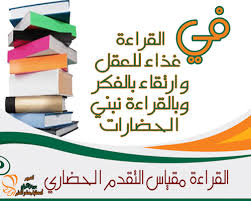 في القراءة
غذاء للعقل
وارتقاء بالفكر
وبالقراءة نبني
الحضارات
القراءة مقياس التقدم الحضاري